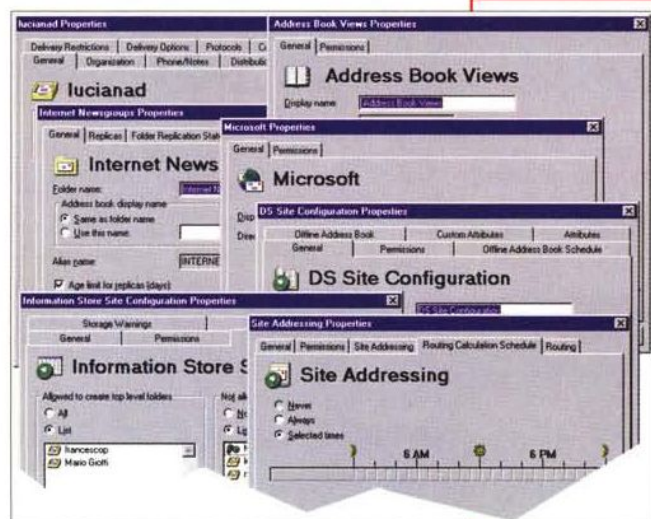 lucianad Properties
Delivery Restrictions Delivery Options Protocols
General Organization Phone/Notes
lucianad
Address Book Views Properties
General Permissions
Address Book Views
Display name:
Address Book Views
Internet Newsgroups Properties
General Replicas
Internet News
Folder name:
Address book display name
Same as folder name
Use this name:
Alias name:
INTERNE
Age limit for replicas (days):
Microsoft Properties
General Permissions
Microsoft
Disp
Direc
DS Site Configuration Properties
Offline Address Book Custom Attributes Attributes
General Permissions Offline Address Book Schedule
DS Site Configuration
DS Site Configuration
Information Store Site Configuration Properties
Storage Warnings
General Permissions
Information Store S
Allowed to create top level folders
All
List
francescop
Mario Giotti
Not all
Site Addressing Properties
General Permissions Site Addressing Routing Calculation Schedule Routing
Site Addressing
Never
Always
Selected times
6 AM 6 PM